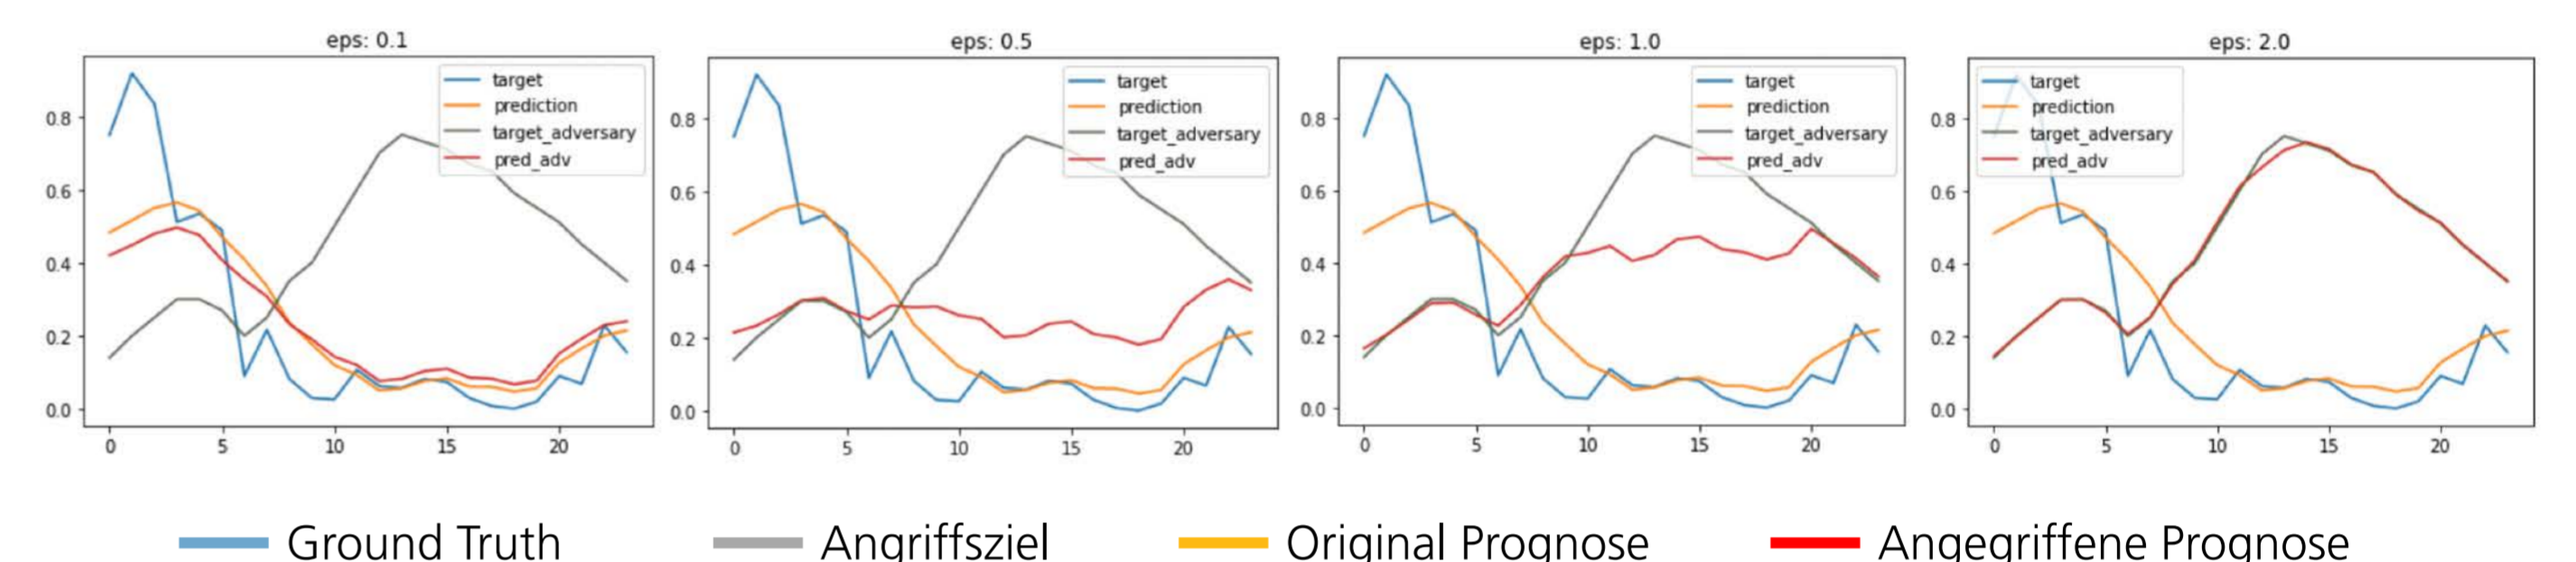 eps: 0.1
target
prediction
target_adversary
pred_adv
0.8
0.6
0.4
0.2
0.0
0 5 10 15 20
eps: 0.5
target
prediction
target_adversary
pred_adv
0.8
0.6
0.4
0.2
0.0
0 5 10 15 20
eps: 1.0
target
prediction
target_adversary
pred_adv
0.8
0.6
0.4
0.2
0.0
0 5 10 15 20
eps: 2.0
target
prediction
target_adversary
pred_adv
0.8
0.6
0.4
0.2
0.0
0 5 10 15 20
Ground Truth Angriffsziel Original Prognose Angegriffene Prognose